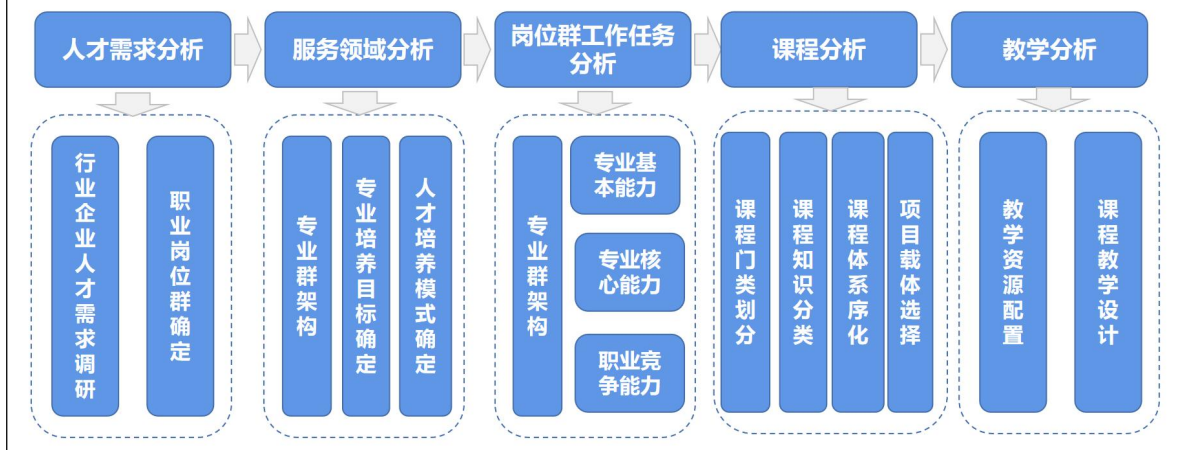 人才需求分析
服务领域分析
岗位群工作任务
分析
课程分析
教学分析
行业企业人才需求调研
职业岗位群确定
专业群架构
专业培养目标确定
人才培养模式确定
专业群架构
专业基
本能力
专业核
心能力
职业竞
争能力
课程门类划分
课程知识分类
课程体系序化
项目载体选择
教学资源配置
课程教学设计